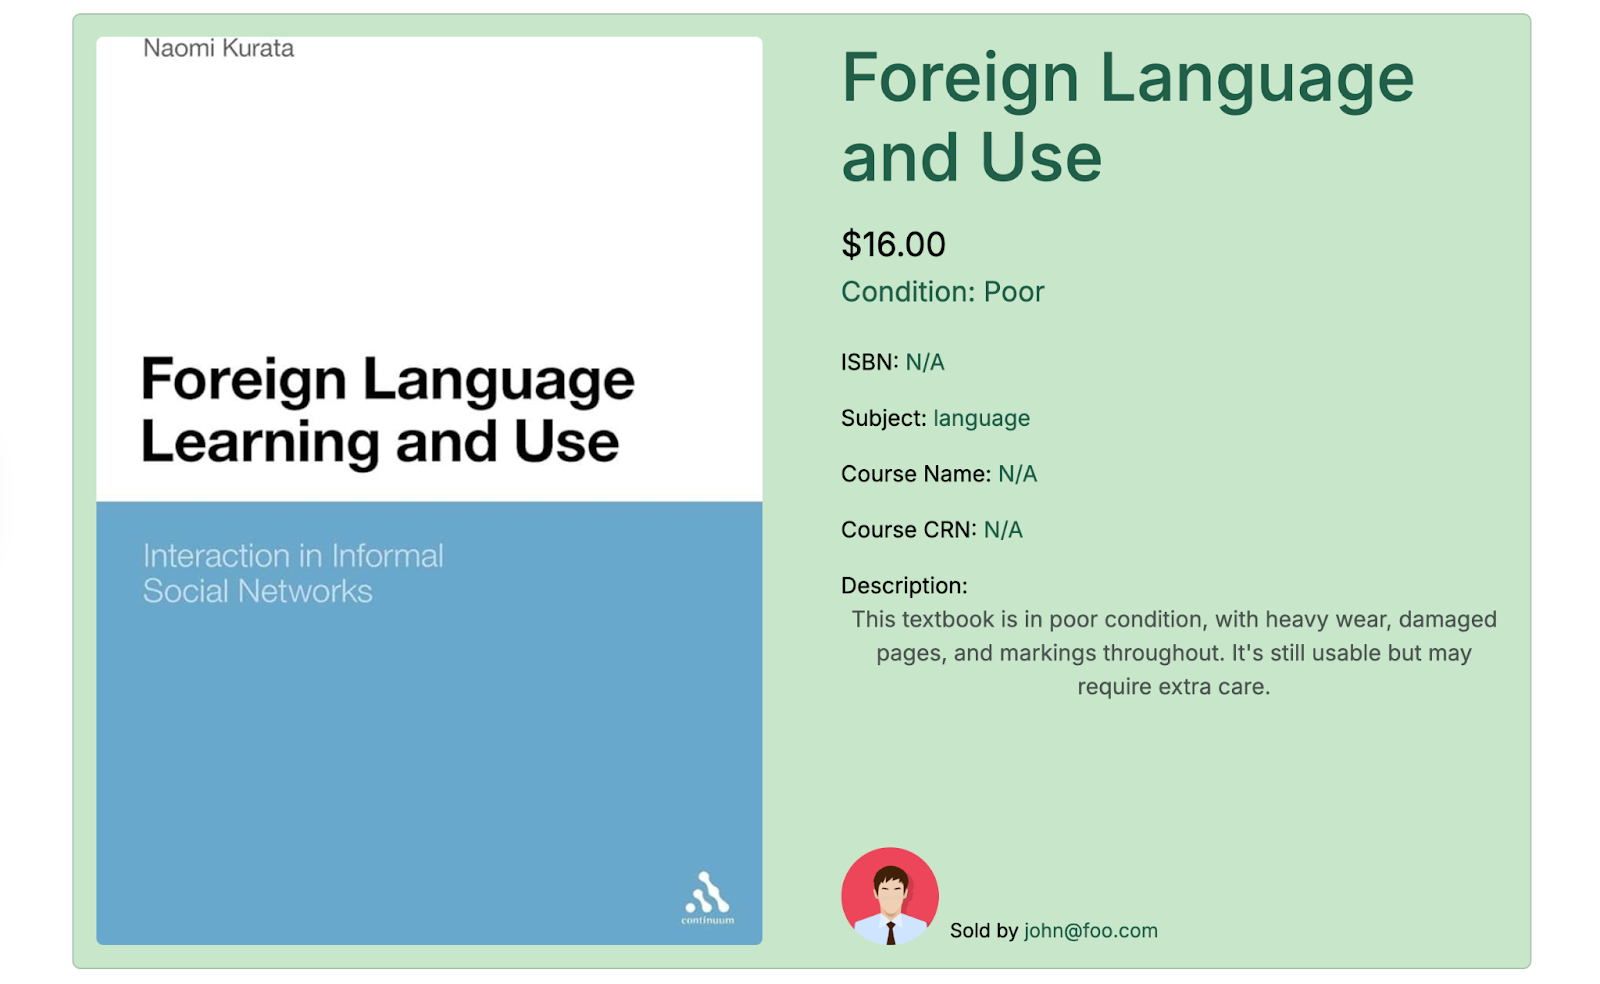 Naomi Kurata
Foreign Language
Learning and Use
Interaction in Informal
Social Networks
continuum
Foreign Language
and Use
$16.00
Condition: Poor
ISBN: N/A
Subject: language
Course Name: N/A
Course CRN: N/A
Description:
This textbook is in poor condition, with heavy wear, damaged
pages, and markings throughout. It's still usable but may
require extra care.
Sold by john@foo.com